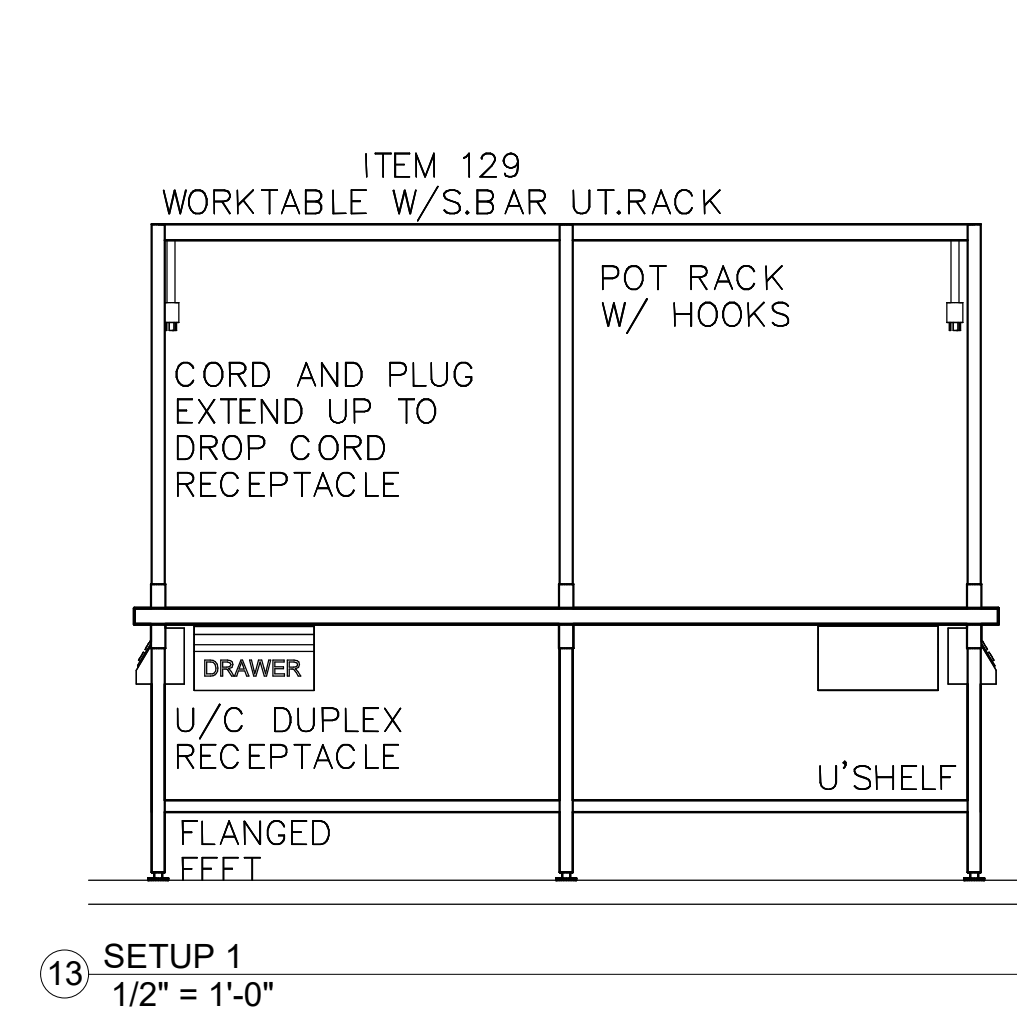 ITEM 129
WORKTABLE W/S.BAR UT.RACK
POT RACK
W/ HOOKS
CORD AND PLUG
EXTEND UP TO
DROP CORD
RECEPTACLE
DRAWER
U/C DUPLEX
RECEPTACLE
U'SHELF
FLANGED
FEET
13
SETUP 1
1/2" = 1'-0"